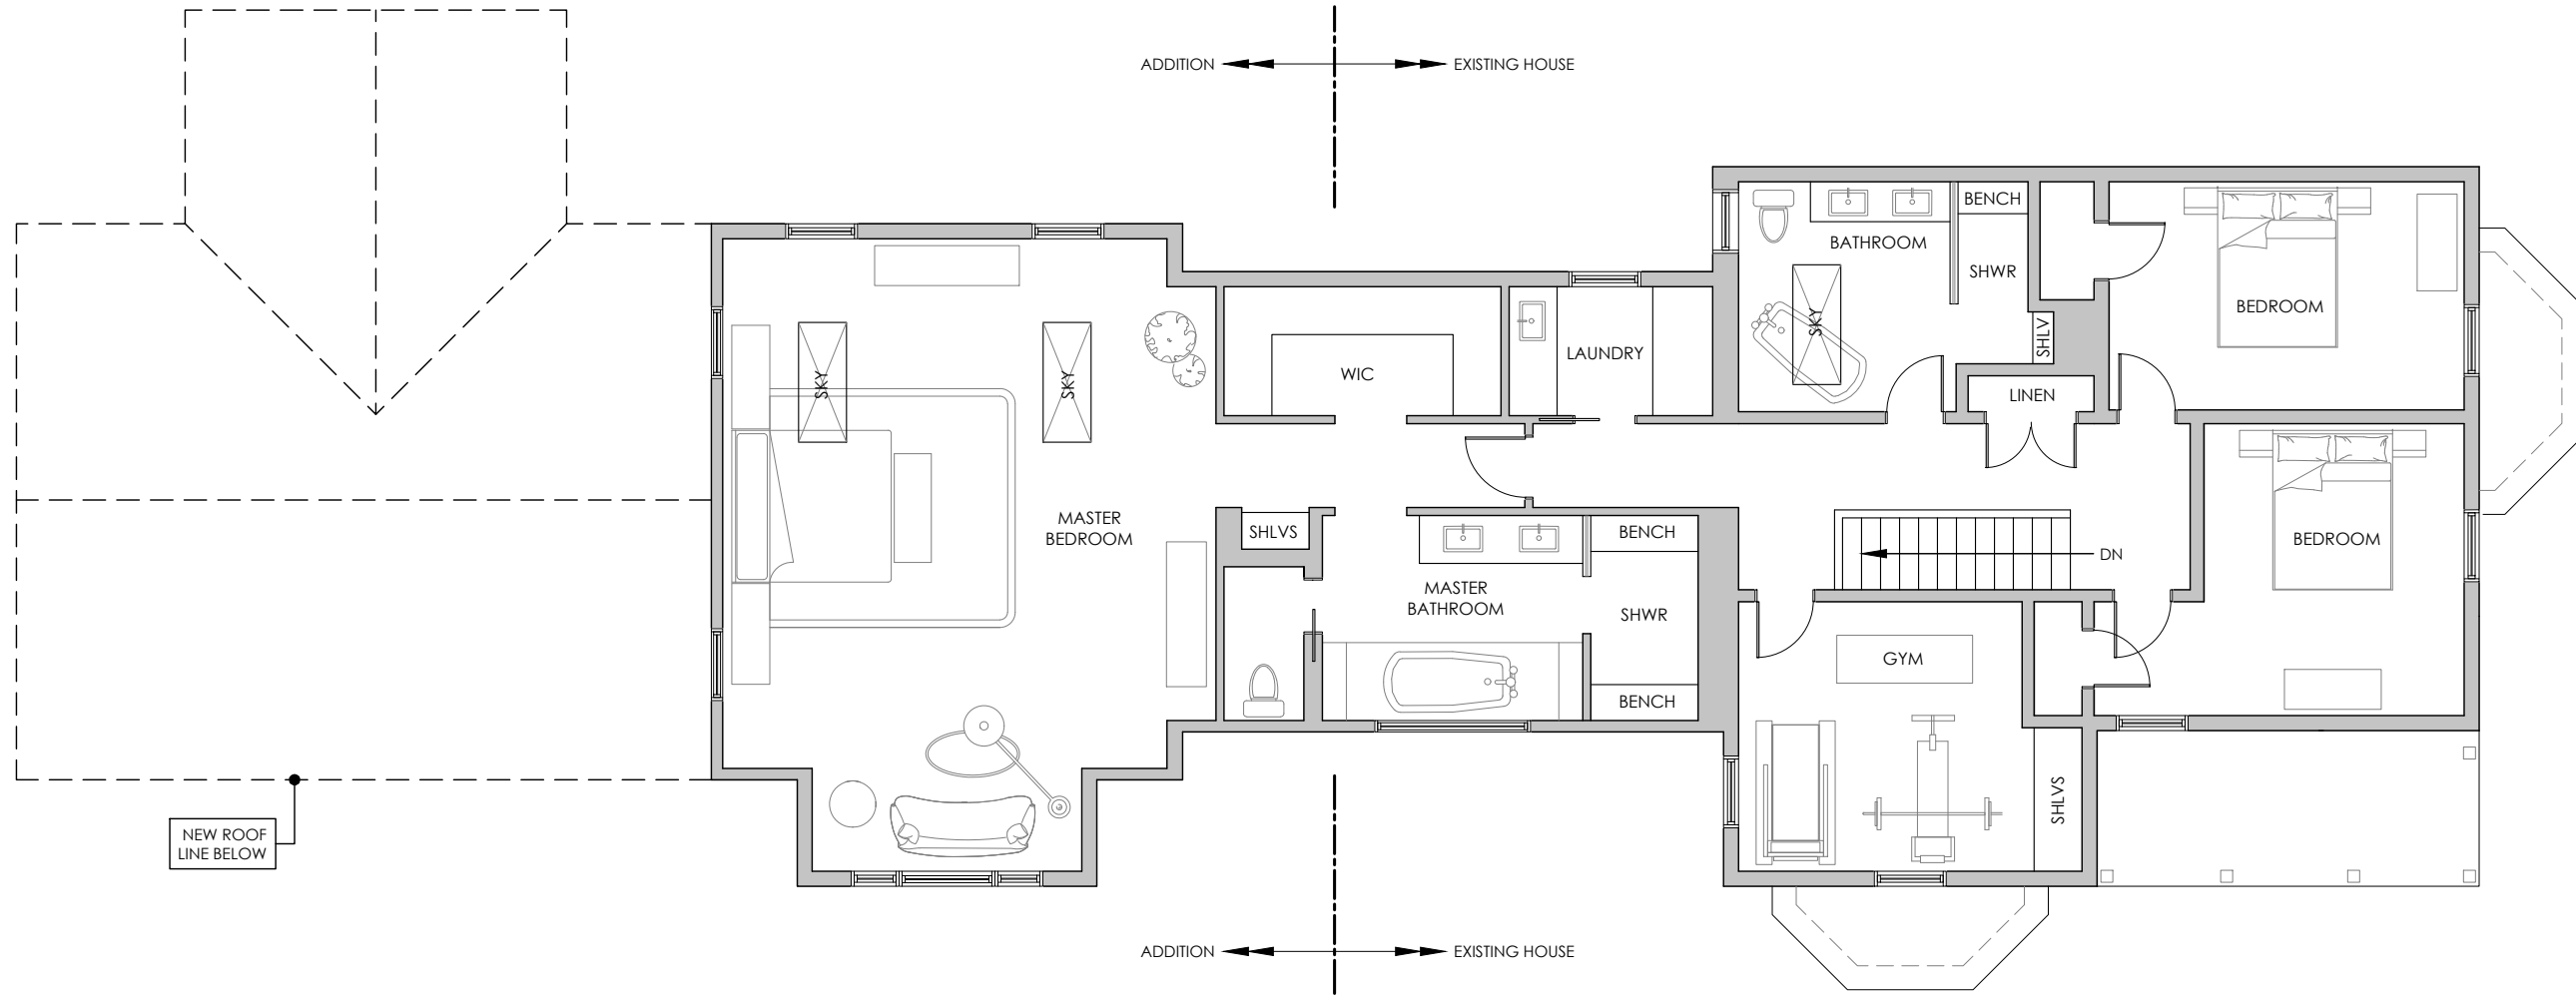 ADDITION
EXISTING HOUSE
BENCH
BATHROOM
SHWR
BEDROOM
SKY
SKY
SKY
SHLV
LAUNDRY
WIC
LINEN
MASTER
BEDROOM
SHLVS
BENCH
BEDROOM
DN
MASTER
BATHROOM
SHWR
GYM
BENCH
SHLVS
NEW ROOF
LINE BELOW
ADDITION
EXISTING HOUSE